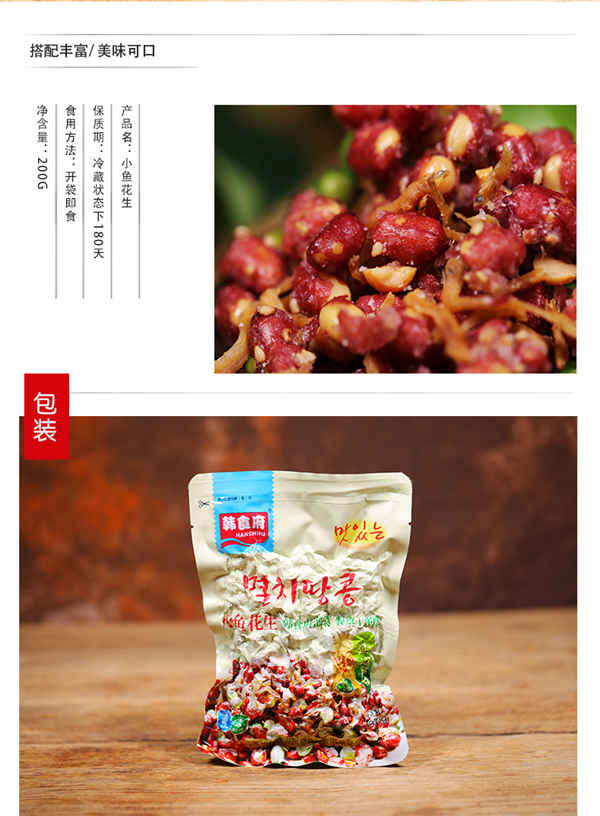 搭配丰富/ 美味可口
产品名：小鱼花生
保质期：冷藏状态下180天
食用方法：开袋即食
净含量：200G
包装
韩食府
HANSHIFU
맛있는
멸치땅콩
小鱼花生